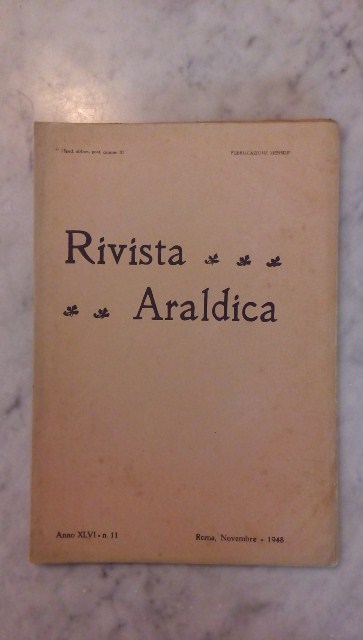 PUBBLICAZIONE MENSILE
Rivista
Araldica
Anno XLVI - n. 11
Roma, Novembre - 1948